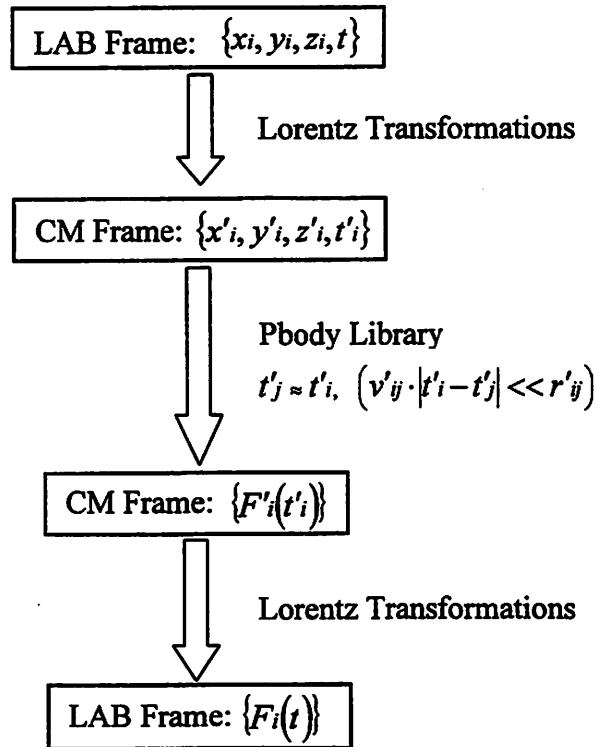 LAB Frame: {xi, yi, zi, t}
Lorentz Transformations
CM Frame: {x'i, y'i, z'i, t'i}
Pbody Library
t'j ≈ t'i, (v'ij · |t'i − t'j| << r'ij)
CM Frame: {F'i(t'i)}
Lorentz Transformations
LAB Frame: {Fi(t)}